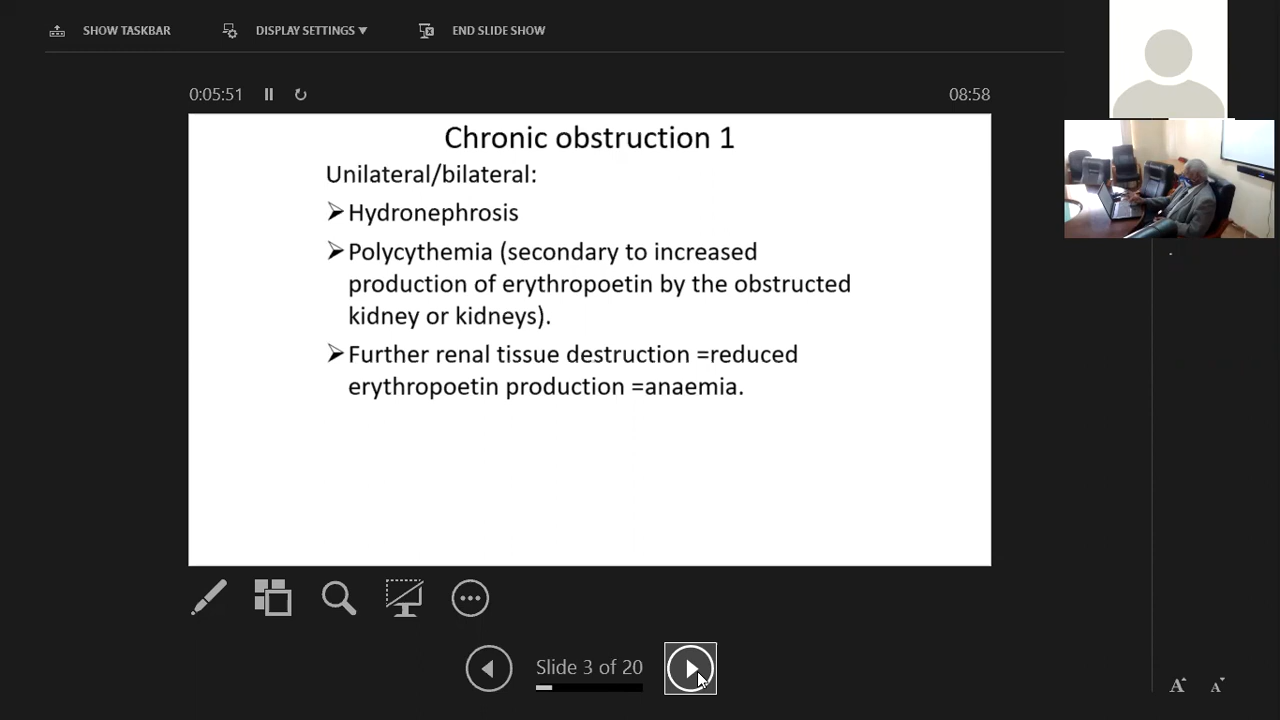 SHOW TASKBAR DISPLAY SETTINGS ▾ END SLIDE SHOW
0:05:51 08:58
Chronic obstruction 1
Unilateral/bilateral:
➢Hydronephrosis
➢Polycythemia (secondary to increased
production of erythropoetin by the obstructed
kidney or kidneys).
➢Further renal tissue destruction =reduced
erythropoetin production =anaemia.
Slide 3 of 20
A A